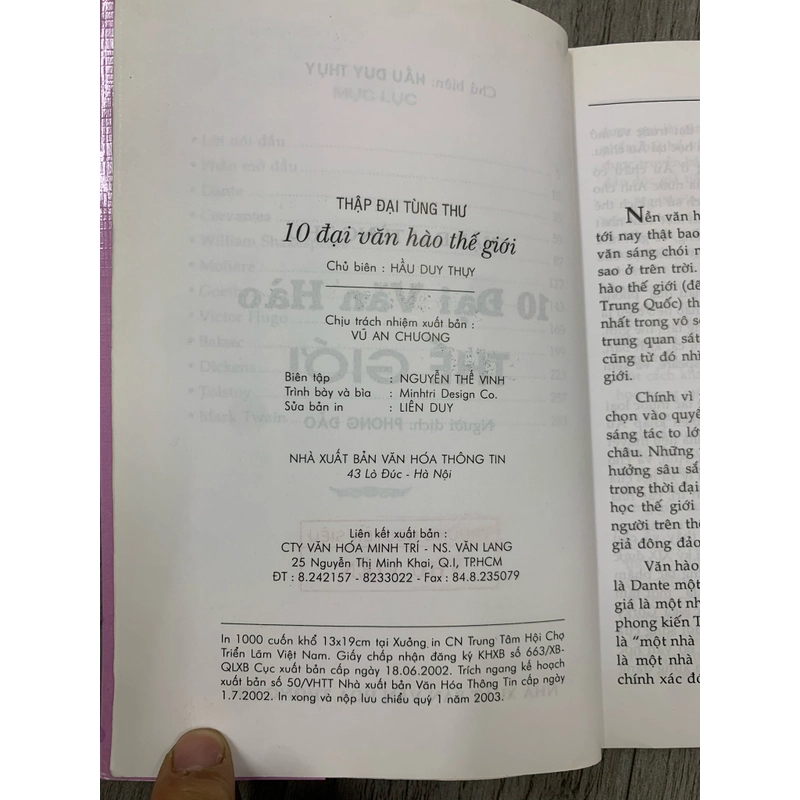 THẬP ĐẠI TÙNG THƯ
10 đại văn hào thế giới
Chủ biên : HẦU DUY THỤY
Chịu trách nhiệm xuất bản :
VŨ AN CHƯƠNG
Biên tập : NGUYỄN THẾ VINH
Trình bày và bìa : Minhtri Design Co.
Sửa bản in : LIÊN DUY
NHÀ XUẤT BẢN VĂN HÓA THÔNG TIN
43 Lò Đúc - Hà Nội
Liên kết xuất bản :
CTY VĂN HÓA MINH TRÍ - NS. VĂN LANG
25 Nguyễn Thị Minh Khai, Q.I, TP.HCM
ĐT : 8.242157 - 8233022 - Fax : 84.8.235079
In 1000 cuốn khổ 13x19cm tại Xưởng in CN Trung Tâm Hội Chợ
Triển Lãm Việt Nam. Giấy chấp nhận đăng ký KHXB số 663/XB-
QLXB Cục xuất bản cấp ngày 18.06.2002. Trích ngang kế hoạch
xuất bản số 50/VHTT Nhà xuất bản Văn Hóa Thông Tin cấp ngày
1.7.2002. In xong và nộp lưu chiểu quý 1 năm 2003.
Nền văn h
tới nay thật bao
văn sáng chói n
sao ở trên trời.
hào thế giới (đê
Trung Quốc) th
nhất trong vô s
trung quan sát
cũng từ đó nhì
giới.
Chính vì
chọn vào quyể
sáng tác to lớ
châu. Những
hưởng sâu sắ
trong thời đại
học thế giới
người trên th
giả đông đảo
Văn hào
là Dante một
giá là một nh
phong kiến T
là "một nhà
là một nhà
chính xác đó